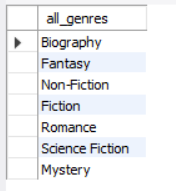 all_genres
Biography
Fantasy
Non-Fiction
Fiction
Romance
Science Fiction
Mystery